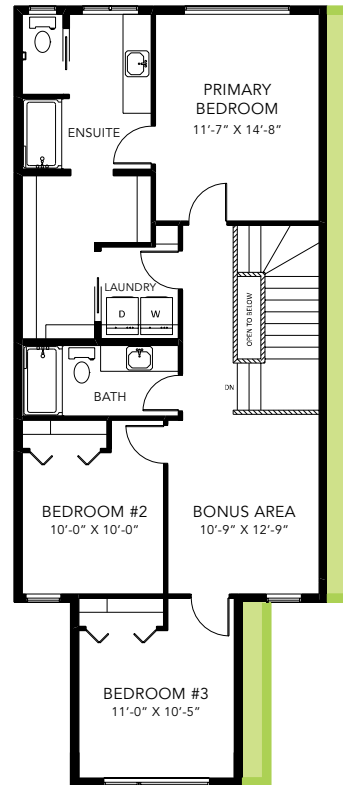 PRIMARY
BEDROOM
11'-7" X 14'-8"
ENSUITE
LAUNDRY
D
W
OPEN TO BELOW
DN
BATH
BEDROOM #2
10'-0" X 10'-0"
BONUS AREA
10'-9" X 12'-9"
BEDROOM #3
11'-0" X 10'-5"